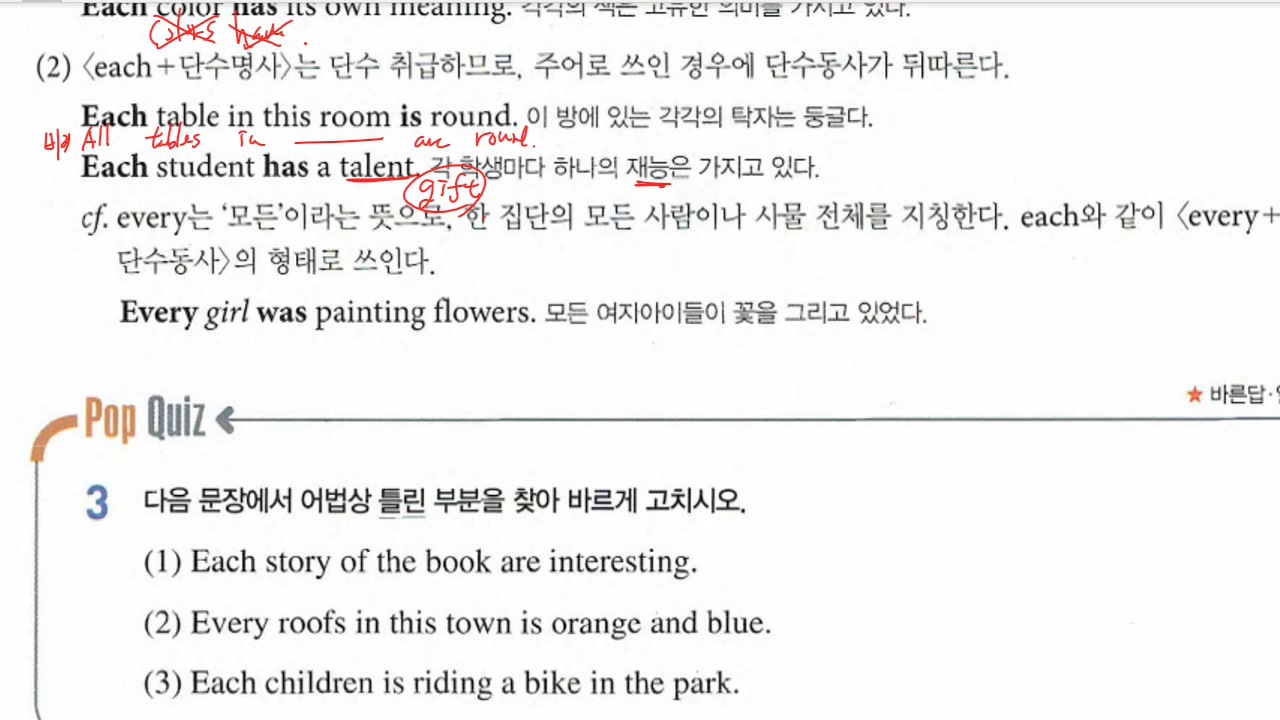 Each color has its own meaning. 각각의 색은 고유한 의미를 가지고 있다.
colors have.
(2) 〈each+단수명사〉는 단수 취급하므로, 주어로 쓰인 경우에 단수동사가 뒤따른다.
Each table in this room is round. 이 방에 있는 각각의 탁자는 둥글다.
비교 All tables in are round.
Each student has a talent. 각 학생마다 하나의 재능은 가지고 있다.
gift
cf. every는 ‘모든’이라는 뜻으로, 한 집단의 모든 사람이나 사물 전체를 지칭한다. each와 같이 〈every+
단수동사〉의 형태로 쓰인다.
Every girl was painting flowers. 모든 여자아이들이 꽃을 그리고 있었다.
★ 바른답·
Pop Quiz
3 다음 문장에서 어법상 틀린 부분을 찾아 바르게 고치시오.
(1) Each story of the book are interesting.
(2) Every roofs in this town is orange and blue.
(3) Each children is riding a bike in the park.